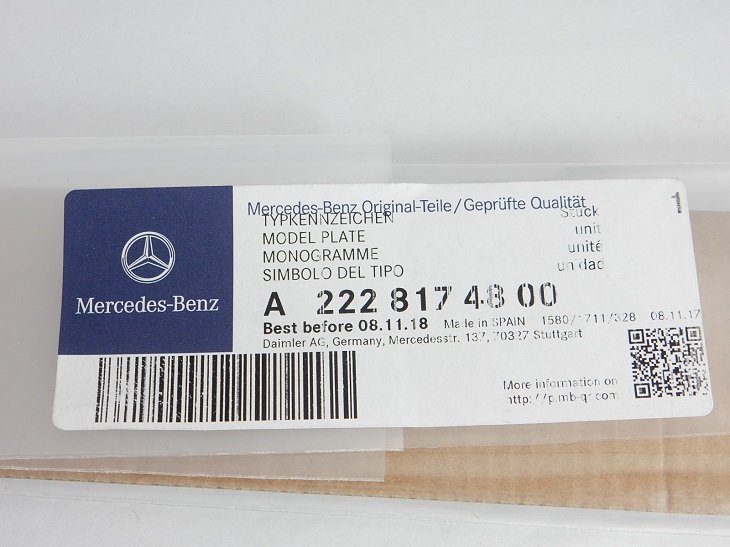 Mercedes-Benz Original-Teile/Geprüfte Qualität
TYPKENNZEICHEN Stück
MODEL PLATE unit
MONOGRAMME unité
SIMBOLO DEL TIPO unidad
1
Mercedes-Benz
A 222 817 48 00
Best before 08.11.18 Made in SPAIN 1580/1711/328 08.11.17
Daimler AG, Germany, Mercedesstr. 137, 70327 Stuttgart
More information on
http://p.mb-qr.com